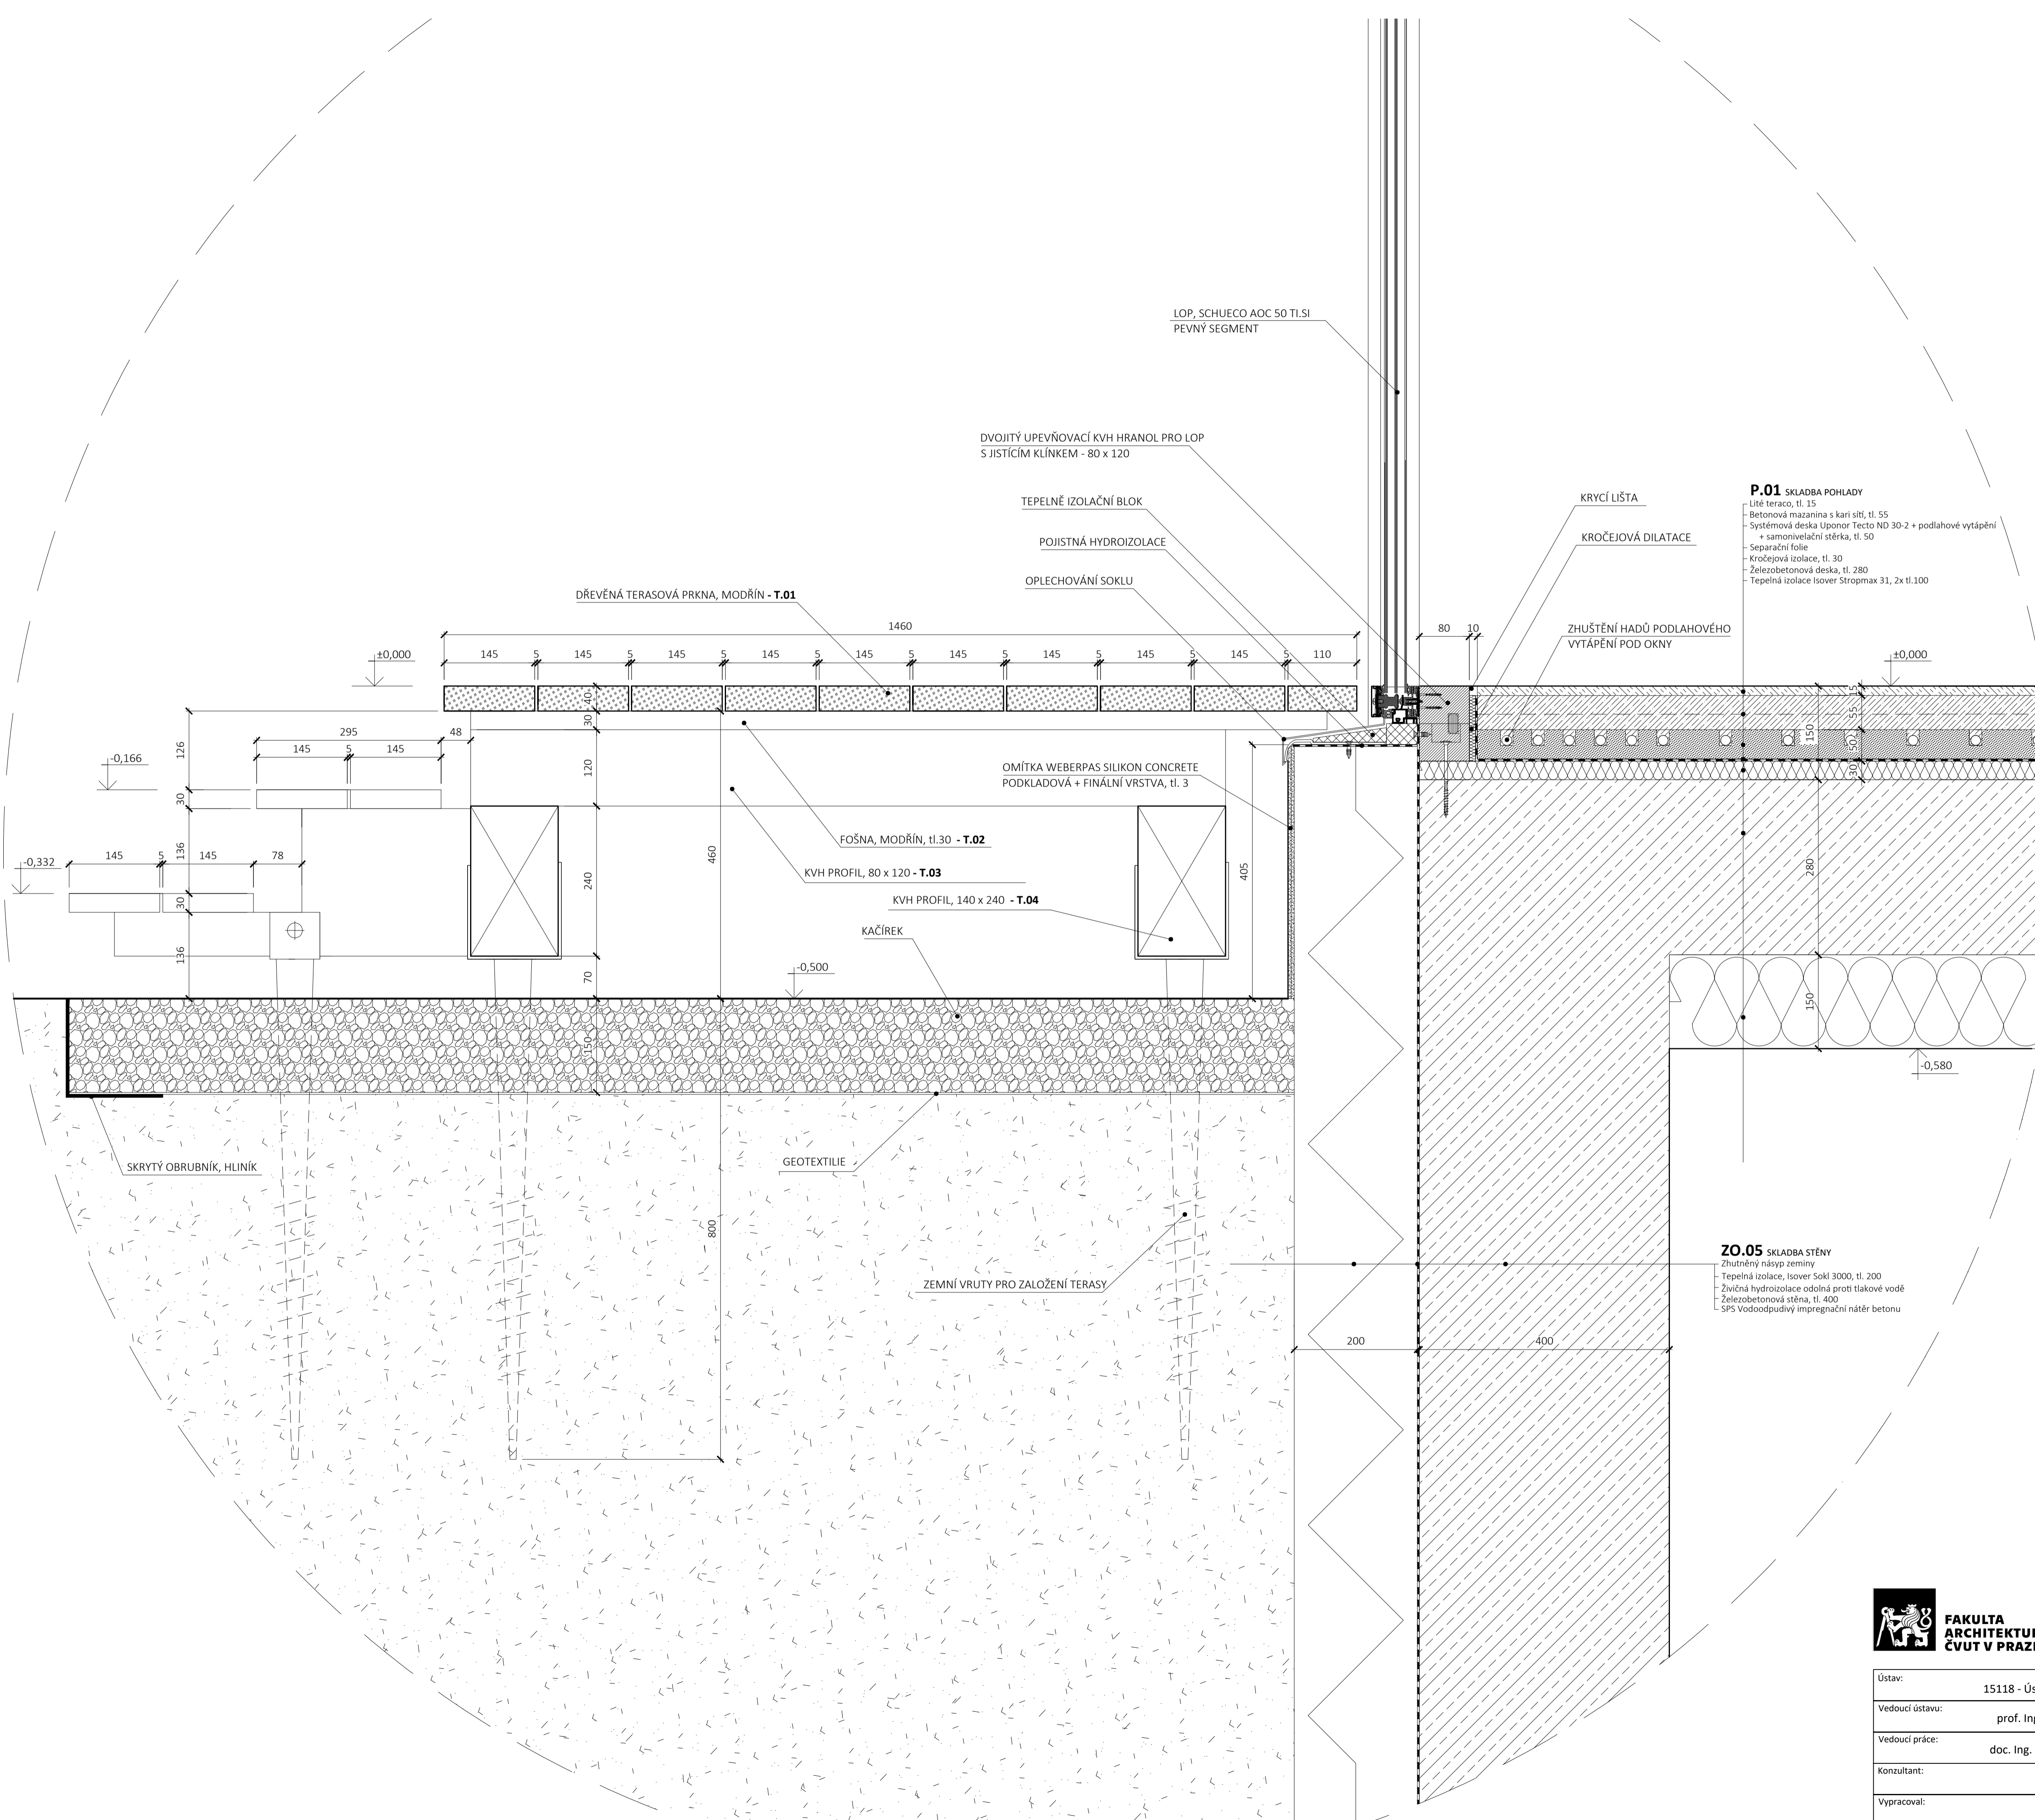 LOP, SCHUECO AOC 50 TI.SI
PEVNÝ SEGMENT
DVOJITÝ UPEVŇOVACÍ KVH HRANOL PRO LOP
S JISTÍCÍM KLÍNKEM - 80 x 120
TEPELNĚ IZOLAČNÍ BLOK
POJISTNÁ HYDROIZOLACE
OPLECHOVÁNÍ SOKLU
DŘEVĚNÁ TERASOVÁ PRKNA, MODŘÍN - T.01
KRYCÍ LIŠTA
KROČEJOVÁ DILATACE
P.01 SKLADBA POHLADY
Lité teraco, tl. 15
Betonová mazanina s kari sítí, tl. 55
Systémová deska Uponor Tecto ND 30-2 + podlahové vytápění
+ samonivelační stěrka, tl. 50
Separační folie
Kročejová izolace, tl. 30
Železobetonová deska, tl. 280
Tepelná izolace Isover Stropmax 31, 2x tl.100
ZHUŠTĚNÍ HADŮ PODLAHOVÉHO
VYTÁPĚNÍ POD OKNY
1460
80 10
±0,000
145 5 145 5 145 5 145 5 145 5 145 5 145 5 145 5 145 5 110
±0,000
40
30
15
55
150
50
30
295 48
145 5 145
126
-0,166
30
120
OMÍTKA WEBERPAS SILIKON CONCRETE
PODKLADOVÁ + FINÁLNÍ VRSTVA, tl. 3
FOŠNA, MODŘÍN, tl.30 - T.02
-0,332
145 5 145 78
136
460
405
280
KVH PROFIL, 80 x 120 - T.03
240
30
KVH PROFIL, 140 x 240 - T.04
KAČÍREK
136
-0,500
70
150
150
-0,580
SKRYTÝ OBRUBNÍK, HLINÍK
GEOTEXTILIE
800
ZEMNÍ VRUTY PRO ZALOŽENÍ TERASY
ZO.05 SKLADBA STĚNY
Zhutněný násyp zeminy
Tepelná izolace, Isover Sokl 3000, tl. 200
Živičná hydroizolace odolná proti tlakové vodě
Železobetonová stěna, tl. 400
SPS Vodoodpudivý impregnační nátěr betonu
200 400
FAKULTA
ARCHITEKTU
ČVUT V PRAZ
Ústav:
15118 - Ús
Vedoucí ústavu:
prof. Ing
Vedoucí práce:
doc. Ing.
Konzultant:
Vypracoval: